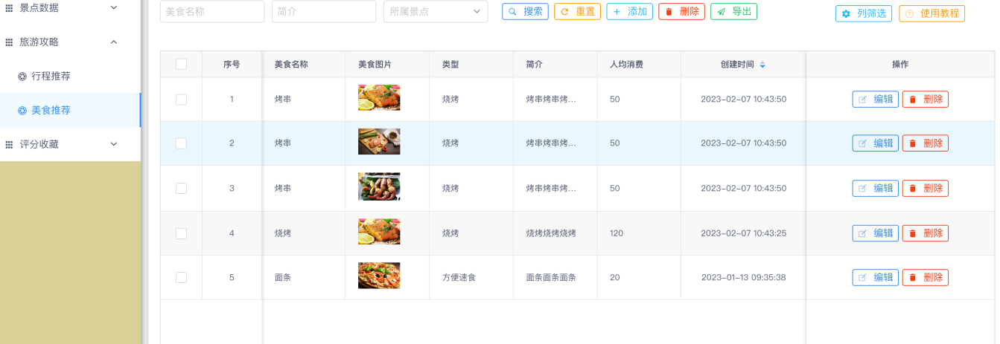 景点数据
旅游攻略
行程推荐
美食推荐
评分收藏
美食名称 简介 所属景点 搜索 重置 添加 删除 导出 列筛选 使用教程
序号 美食名称 美食图片 类型 简介 人均消费 创建时间 操作
1 烤串 烧烤 烤串烤串烤... 50 2023-02-07 10:43:50 编辑 删除
2 烤串 烧烤 烤串烤串烤... 50 2023-02-07 10:43:50 编辑 删除
3 烤串 烧烤 烤串烤串烤... 50 2023-02-07 10:43:50 编辑 删除
4 烧烤 烧烤 烧烤烧烤烧烤 120 2023-02-07 10:43:25 编辑 删除
5 面条 方便速食 面条面条面条 20 2023-01-13 09:35:38 编辑 删除